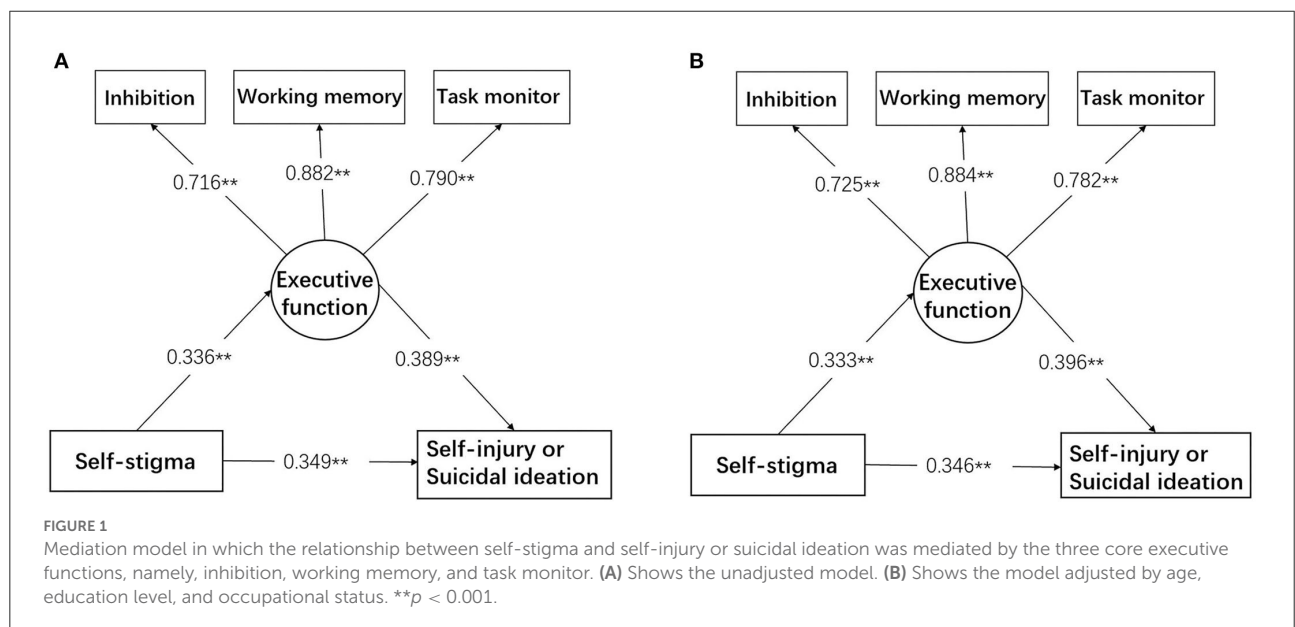 A
Inhibition
Working memory
Task monitor
0.716**
0.882**
0.790**
Executive
function
0.336**
0.389**
Self-stigma
0.349**
Self-injury or
Suicidal ideation
B
Inhibition
Working memory
Task monitor
0.725**
0.884**
0.782**
Executive
function
0.333**
0.396**
Self-stigma
0.346**
Self-injury or
Suicidal ideation
FIGURE 1
Mediation model in which the relationship between self-stigma and self-injury or suicidal ideation was mediated by the three core executive
functions, namely, inhibition, working memory, and task monitor. (A) Shows the unadjusted model. (B) Shows the model adjusted by age,
education level, and occupational status. **p < 0.001.